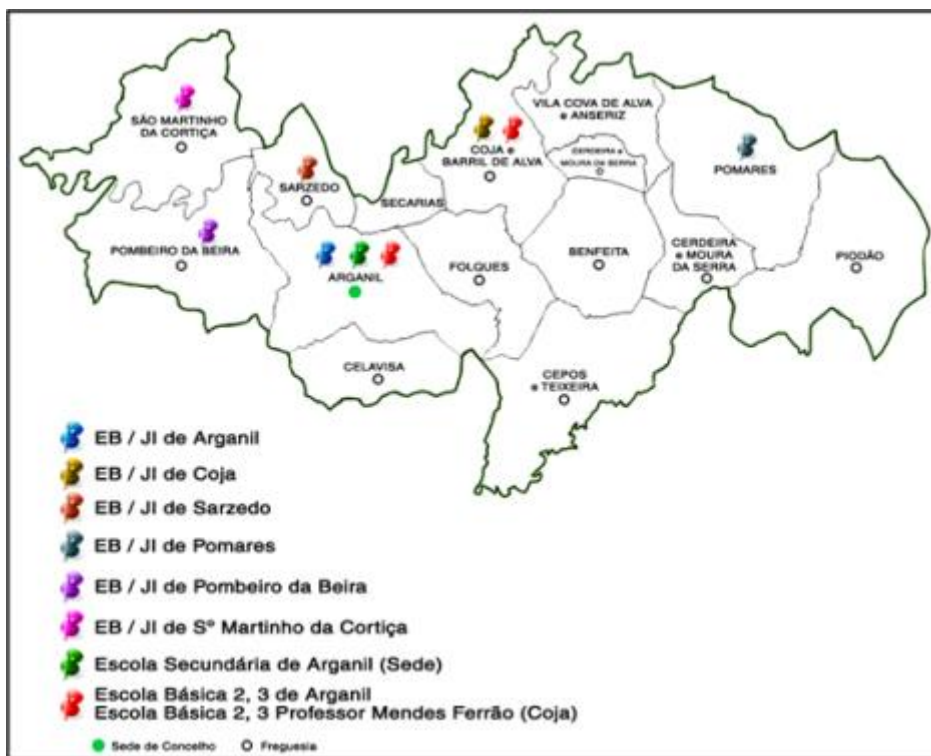 SÃO MARTINHO
DA CORTIÇA
VILA COVA DE ALVA
e ANSERIZ
COJA e
BARRIL DE ALVA
CERDEIRA e
MOURA DA SERRA
POMARES
SARZEDO
SECARIAS
POMBEIRO DA BEIRA
ARGANIL
FOLQUES
BENFEITA
CERDEIRA
e MOURA
DA SERRA
PIODÃO
CELAVISA
CEPOS
e TEIXEIRA
EB / JI de Arganil
EB / JI de Coja
EB / JI de Sarzedo
EB / JI de Pomares
EB / JI de Pombeiro da Beira
EB / JI de Sº Martinho da Cortiça
Escola Secundária de Arganil (Sede)
Escola Básica 2, 3 de Arganil
Escola Básica 2, 3 Professor Mendes Ferrão (Coja)
Sede de Concelho
Freguesia